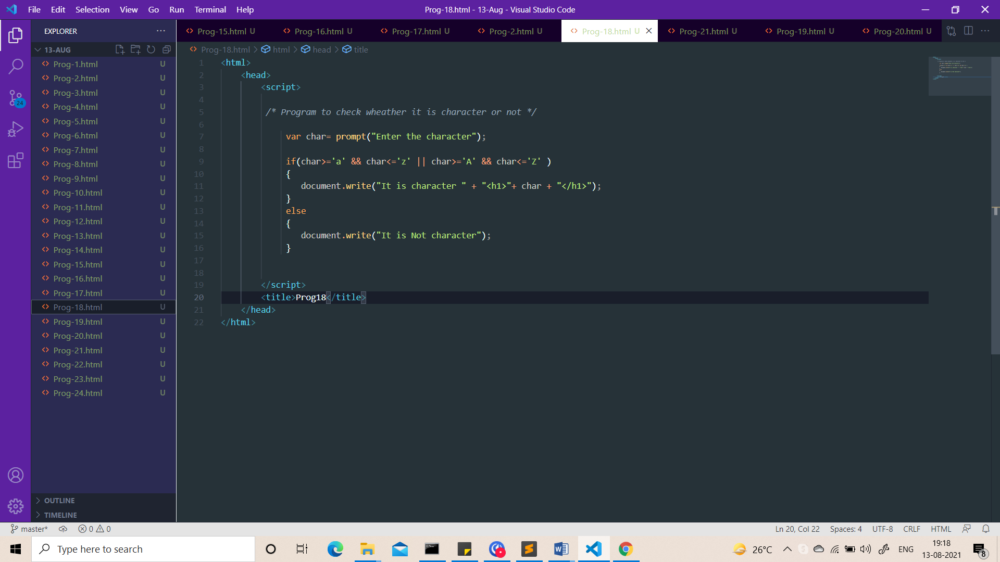 File Edit Selection View Go Run Terminal Help
Prog-18.html - 13-Aug - Visual Studio Code
EXPLORER
13-AUG
Prog-1.html U
Prog-2.html U
Prog-3.html U
Prog-4.html U
Prog-5.html U
Prog-6.html U
Prog-7.html U
Prog-8.html U
Prog-9.html U
Prog-10.html U
Prog-11.html U
Prog-12.html U
Prog-13.html U
Prog-14.html U
Prog-15.html U
Prog-16.html U
Prog-17.html U
Prog-18.html U
Prog-19.html U
Prog-20.html U
Prog-21.html U
Prog-22.html U
Prog-23.html U
Prog-24.html U
OUTLINE
TIMELINE
24
Prog-15.html U Prog-16.html U Prog-17.html U Prog-2.html U Prog-18.html U Prog-21.html U Prog-19.html U Prog-20.html U
Prog-18.html > html > head > title
1 <html>
2 <head>
3 <script>
4
5 /* Program to check wheather it is character or not */
6
7 var char= prompt("Enter the character");
8
9 if(char>='a' && char<='z' || char>='A' && char<='Z' )
10 {
11 document.write("It is character " + "<h1>"+ char + "</h1>");
12 }
13 else
14 {
15 document.write("It is Not character");
16 }
17
18
19 </script>
20 <title>Prog18</title>
21 </head>
22 </html>
master* 0 0 Ln 20, Col 22 Spaces: 4 UTF-8 CRLF HTML
Type here to search
26°C ENG
19:18
13-08-2021
8